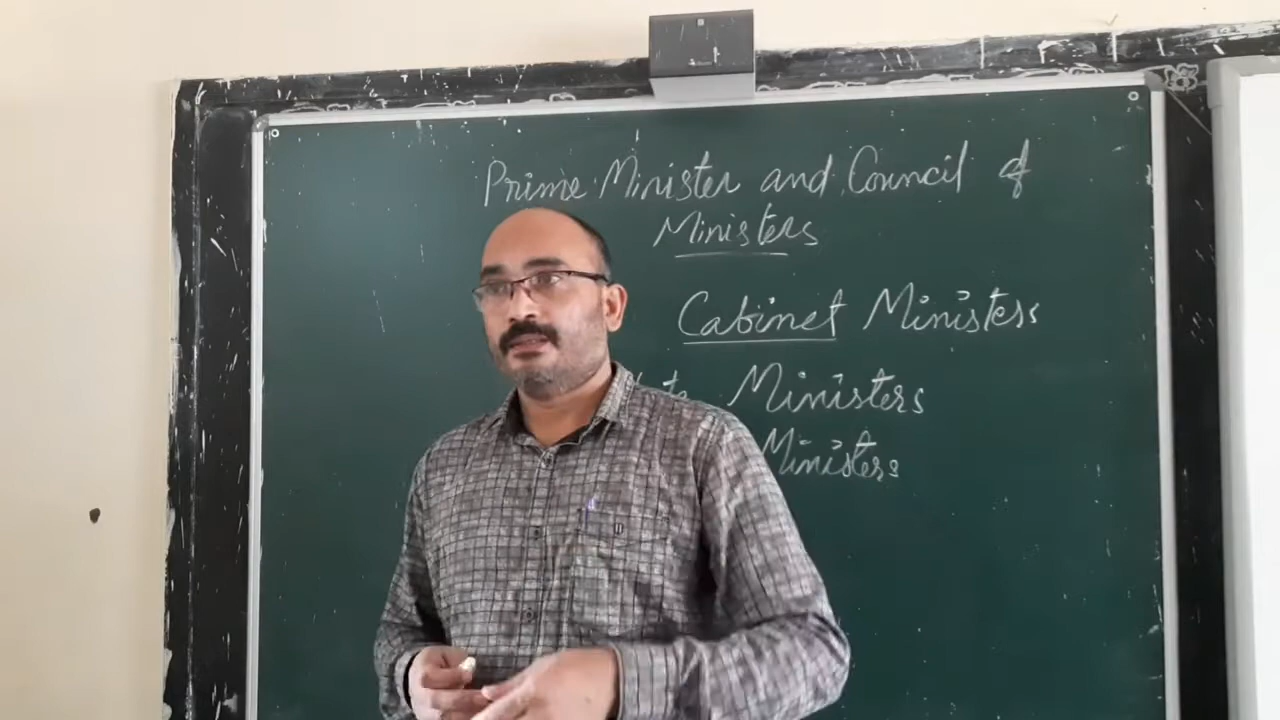 Prime Minister and Council of
Ministers
Cabinet Ministers
Ministers
Ministers